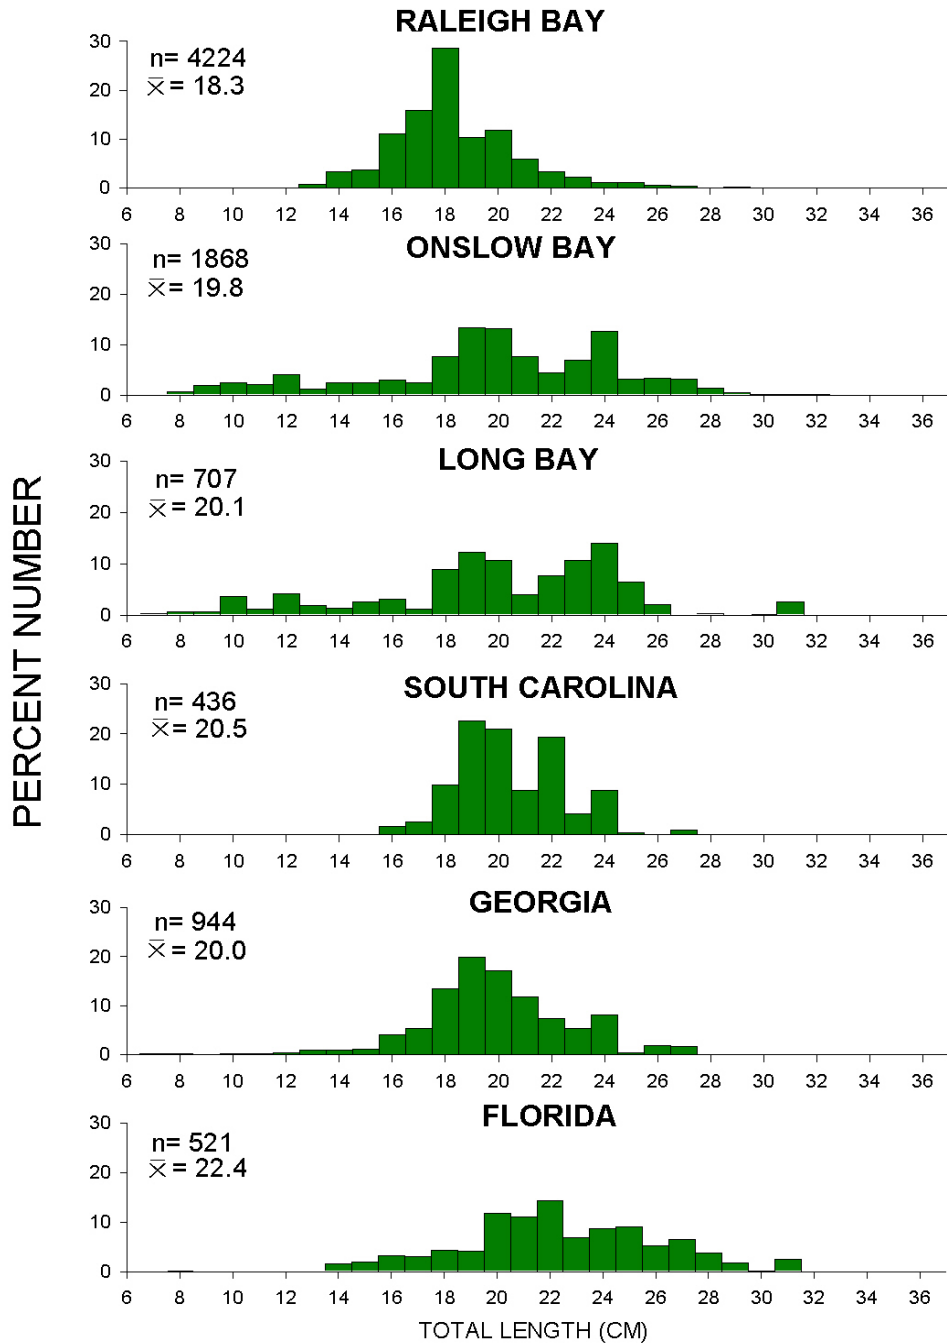 RALEIGH BAY
n= 4224
x̄ = 18.3
30
20
10
0
6 8 10 12 14 16 18 20 22 24 26 28 30 32 34 36
ONSLOW BAY
n= 1868
x̄ = 19.8
30
20
10
0
6 8 10 12 14 16 18 20 22 24 26 28 30 32 34 36
LONG BAY
n= 707
x̄ = 20.1
30
20
10
0
6 8 10 12 14 16 18 20 22 24 26 28 30 32 34 36
PERCENT NUMBER
SOUTH CAROLINA
n= 436
x̄ = 20.5
30
20
10
0
6 8 10 12 14 16 18 20 22 24 26 28 30 32 34 36
GEORGIA
n= 944
x̄ = 20.0
30
20
10
0
6 8 10 12 14 16 18 20 22 24 26 28 30 32 34 36
FLORIDA
n= 521
x̄ = 22.4
30
20
10
0
6 8 10 12 14 16 18 20 22 24 26 28 30 32 34 36
TOTAL LENGTH (CM)